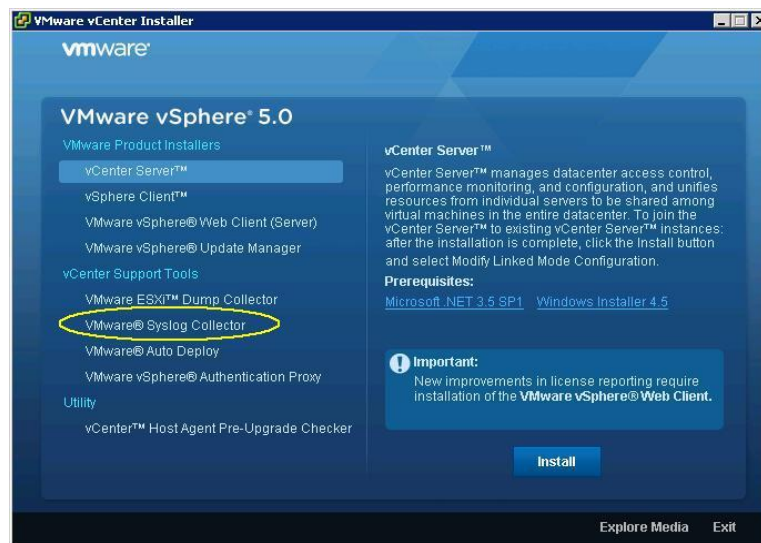 VMware vCenter Installer
vmware®
VMware vSphere® 5.0
VMware Product Installers
vCenter Server™
vSphere Client™
VMware vSphere® Web Client (Server)
VMware vSphere® Update Manager
vCenter Support Tools
VMware ESXi™ Dump Collector
VMware® Syslog Collector
VMware® Auto Deploy
VMware vSphere® Authentication Proxy
Utility
vCenter™ Host Agent Pre-Upgrade Checker
vCenter Server™
vCenter Server™ manages datacenter access control,
performance monitoring, and configuration, and unifies
resources from individual servers to be shared among
virtual machines in the entire datacenter. To join the
vCenter Server™ to existing vCenter Server™ instances:
after the installation is complete, click the Install button
and select Modify Linked Mode Configuration.
Prerequisites:
Microsoft .NET 3.5 SP1 Windows Installer 4.5
Important:
New improvements in license reporting require
installation of the VMware vSphere® Web Client.
Install
Explore Media Exit